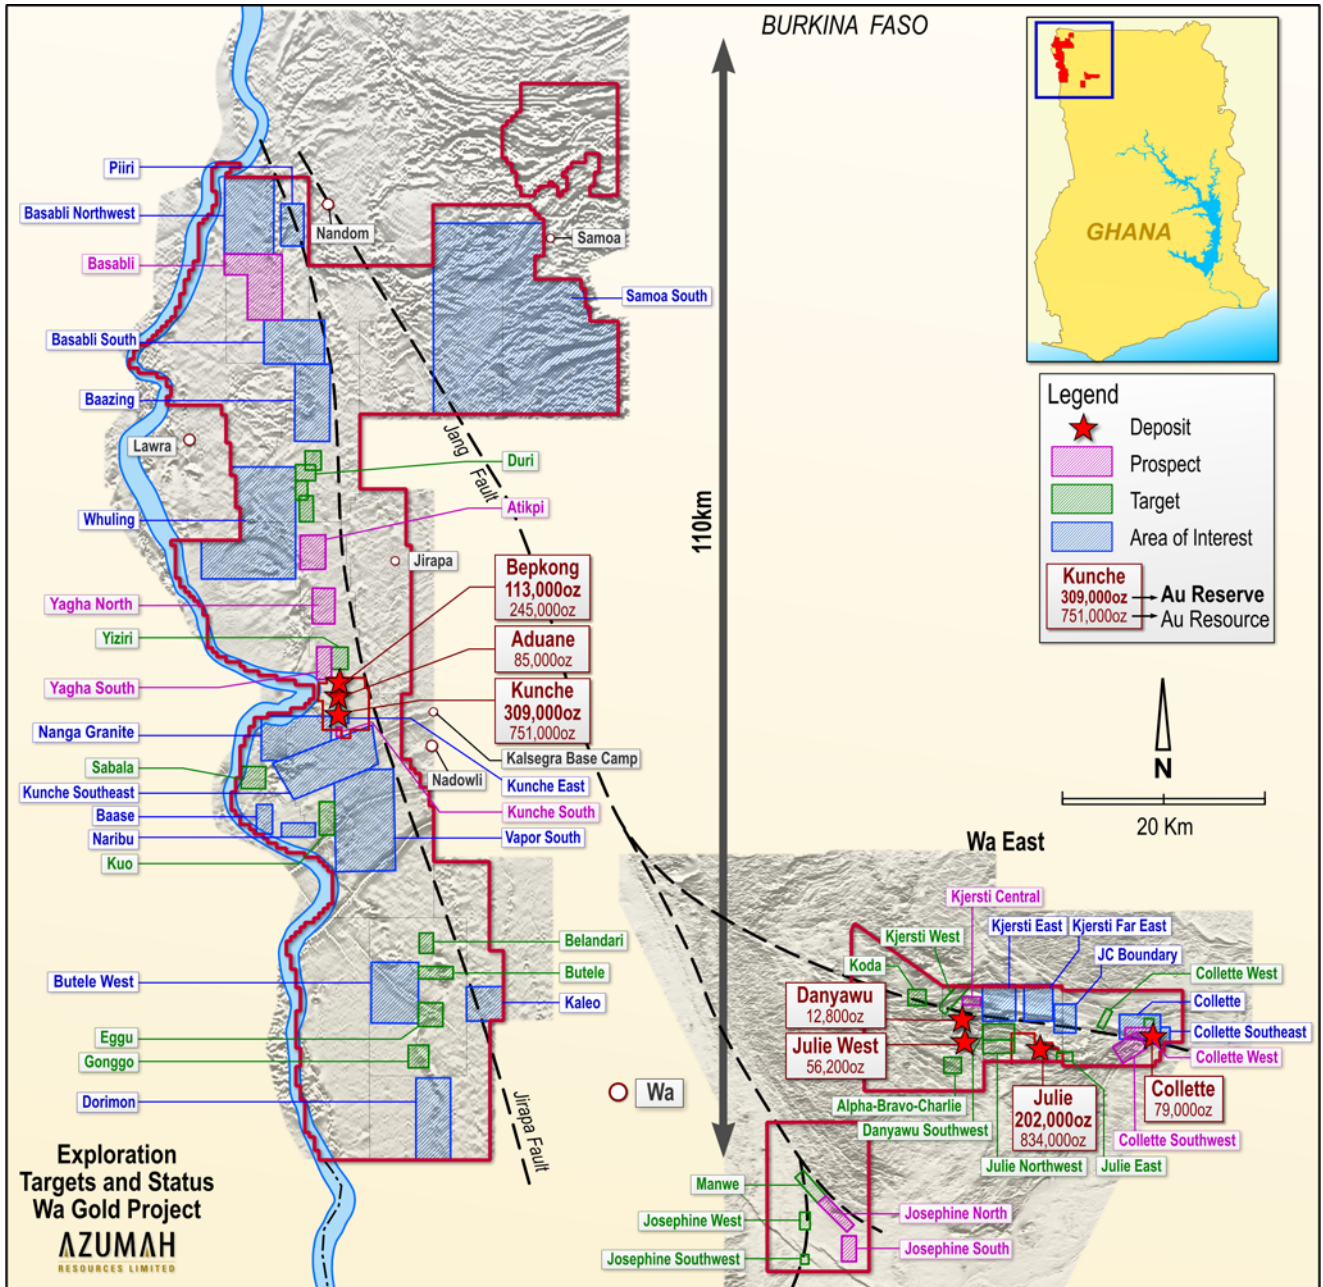 BURKINA FASO
GHANA
Legend
Deposit
Prospect
Target
Area of Interest
Kunche
309,000oz
751,000oz
Au Reserve
Au Resource
N
20 Km
110km
Piiri
Basabli Northwest
Basabli
Basabli South
Baazing
Lawra
Whuling
Yagha North
Yiziri
Yagha South
Nanga Granite
Sabala
Kunche Southeast
Baase
Naribu
Kuo
Butele West
Eggu
Gonggo
Dorimon
Nandom
Samoa
Samoa South
Jang Fault
Duri
Atikpi
Jirapa
Bepkong
113,000oz
245,000oz
Aduane
85,000oz
Kunche
309,000oz
751,000oz
Kalsegra Base Camp
Nadowli
Kunche East
Kunche South
Vapor South
Belandari
Butele
Kaleo
Jirapa Fault
Wa
Wa East
Kjersti Central
Kjersti West
Kjersti East
Kjersti Far East
JC Boundary
Koda
Collette West
Collette
Collette Southeast
Collette West
Danyawu
12,800oz
Julie West
56,200oz
Alpha-Bravo-Charlie
Danyawu Southwest
Julie
202,000oz
834,000oz
Collette
79,000oz
Collette Southwest
Julie Northwest
Julie East
Manwe
Josephine West
Josephine Southwest
Josephine North
Josephine South
Exploration
Targets and Status
Wa Gold Project
AZUMAH
RESOURCES LIMITED